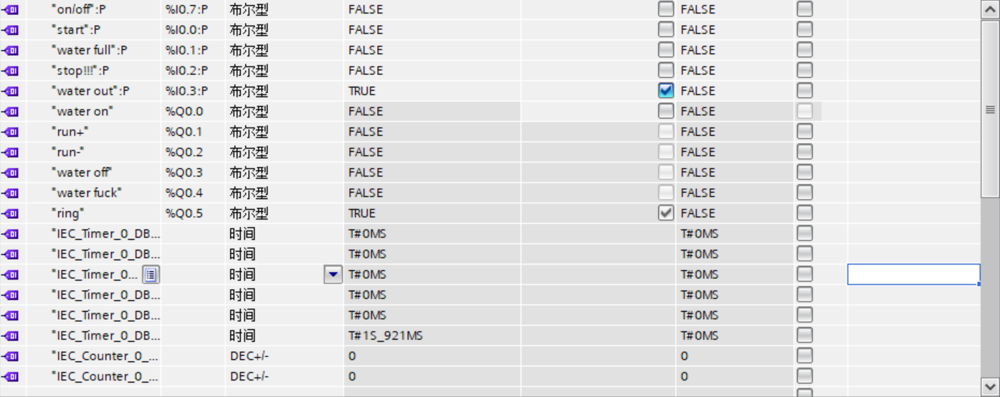 "on/off":P %I0.7:P 布尔型 FALSE FALSE
"start":P %I0.0:P 布尔型 FALSE FALSE
"water full":P %I0.1:P 布尔型 FALSE FALSE
"stop!!!":P %I0.2:P 布尔型 FALSE FALSE
"water out":P %I0.3:P 布尔型 TRUE FALSE
"water on" %Q0.0 布尔型 FALSE FALSE
"run+" %Q0.1 布尔型 FALSE FALSE
"run-" %Q0.2 布尔型 FALSE FALSE
"water off" %Q0.3 布尔型 FALSE FALSE
"water fuck" %Q0.4 布尔型 FALSE FALSE
"ring" %Q0.5 布尔型 TRUE FALSE
"IEC_Timer_0_DB... 时间 T#0MS T#0MS
"IEC_Timer_0_DB... 时间 T#0MS T#0MS
"IEC_Timer_0... 时间 T#0MS T#0MS
"IEC_Timer_0_DB... 时间 T#0MS T#0MS
"IEC_Timer_0_DB... 时间 T#0MS T#0MS
"IEC_Timer_0_DB... 时间 T#1S_921MS T#0MS
"IEC_Counter_0_... DEC+/- 0 0
"IEC_Counter_0_... DEC+/- 0 0